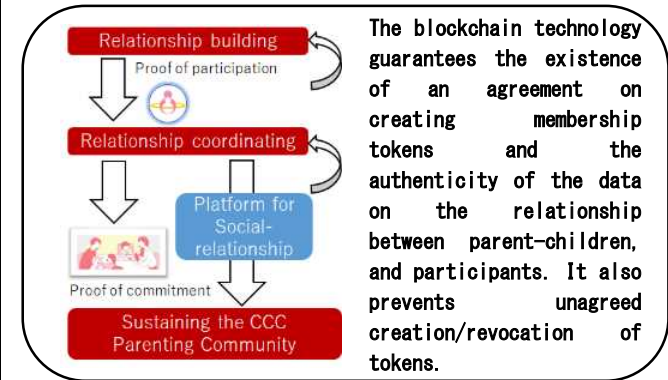 Relationship building
Proof of participation
Relationship coordinating
Platform for
Social-
relationship
Proof of commitment
Sustaining the CCC
Parenting Community
The blockchain technology
guarantees the existence
of an agreement on
creating membership
tokens and the
authenticity of the data
on the relationship
between parent-children,
and participants. It also
prevents unagreed
creation/revocation of
tokens.